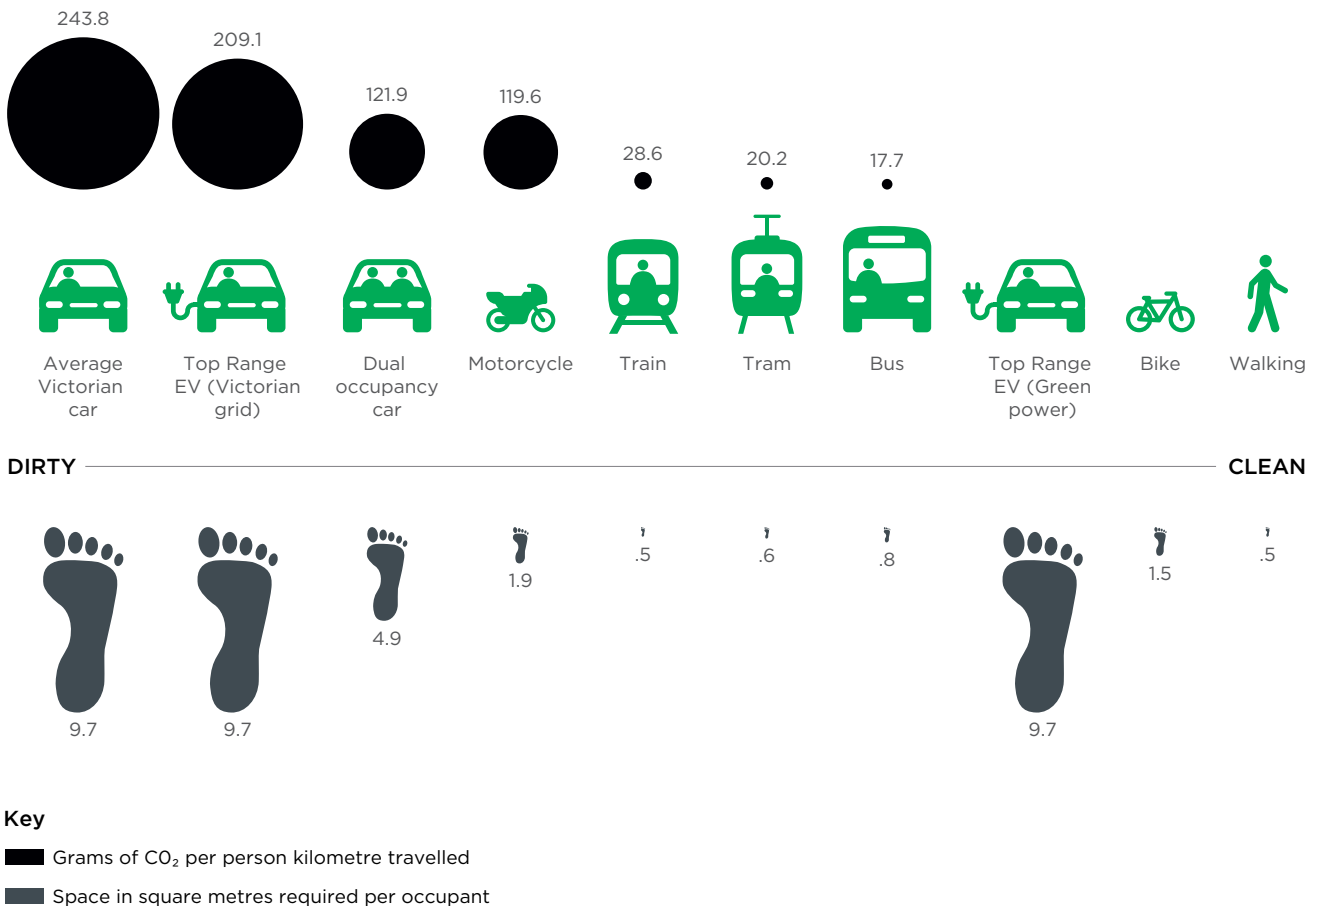 243.8
209.1
121.9
119.6
28.6
20.2
17.7
Average
Victorian
car
Top Range
EV (Victorian
grid)
Dual
occupancy
car
Motorcycle
Train
Tram
Bus
Top Range
EV (Green
power)
Bike
Walking
DIRTY
CLEAN
9.7
9.7
4.9
1.9
.5
.6
.8
9.7
1.5
.5
Key
Grams of C0₂ per person kilometre travelled
Space in square metres required per occupant